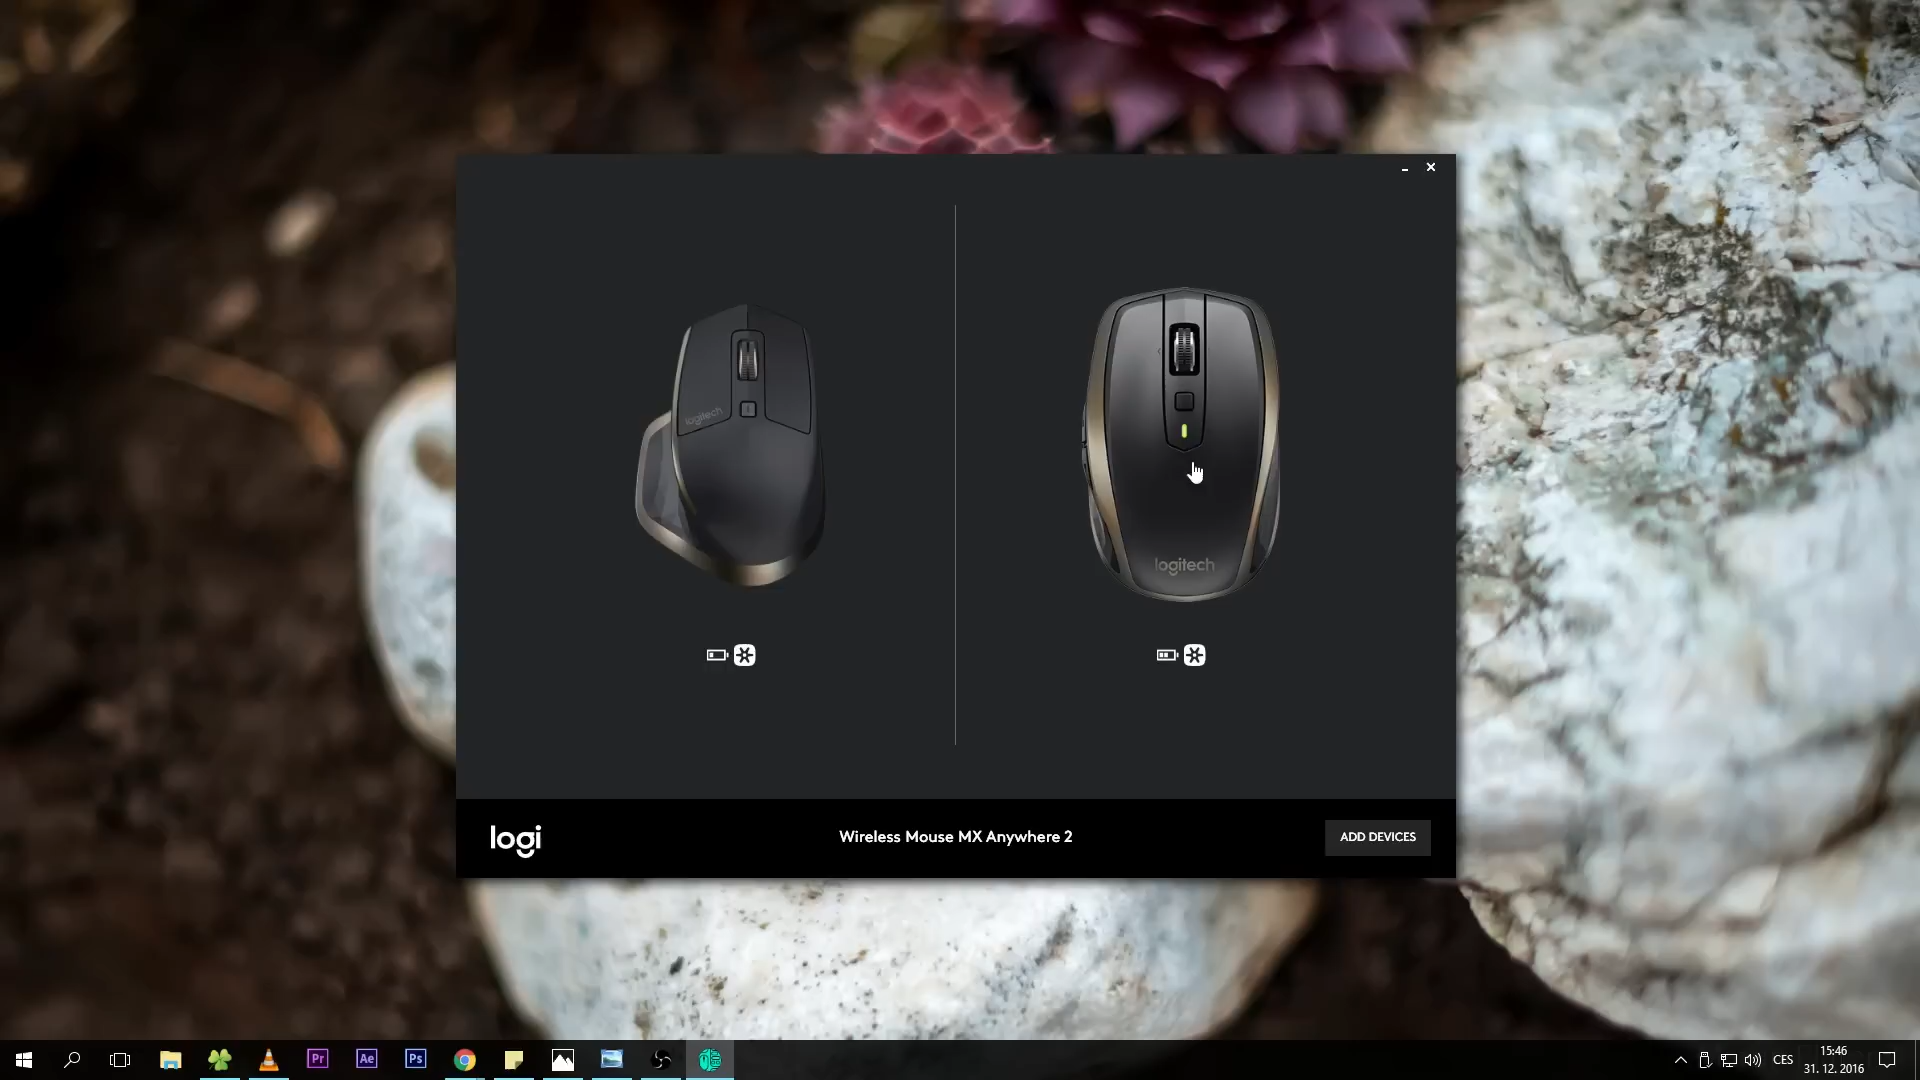 logitech
logitech
logi
Wireless Mouse MX Anywhere 2
ADD DEVICES
Pr
Ae
Ps
CES
15:46
31. 12. 2016